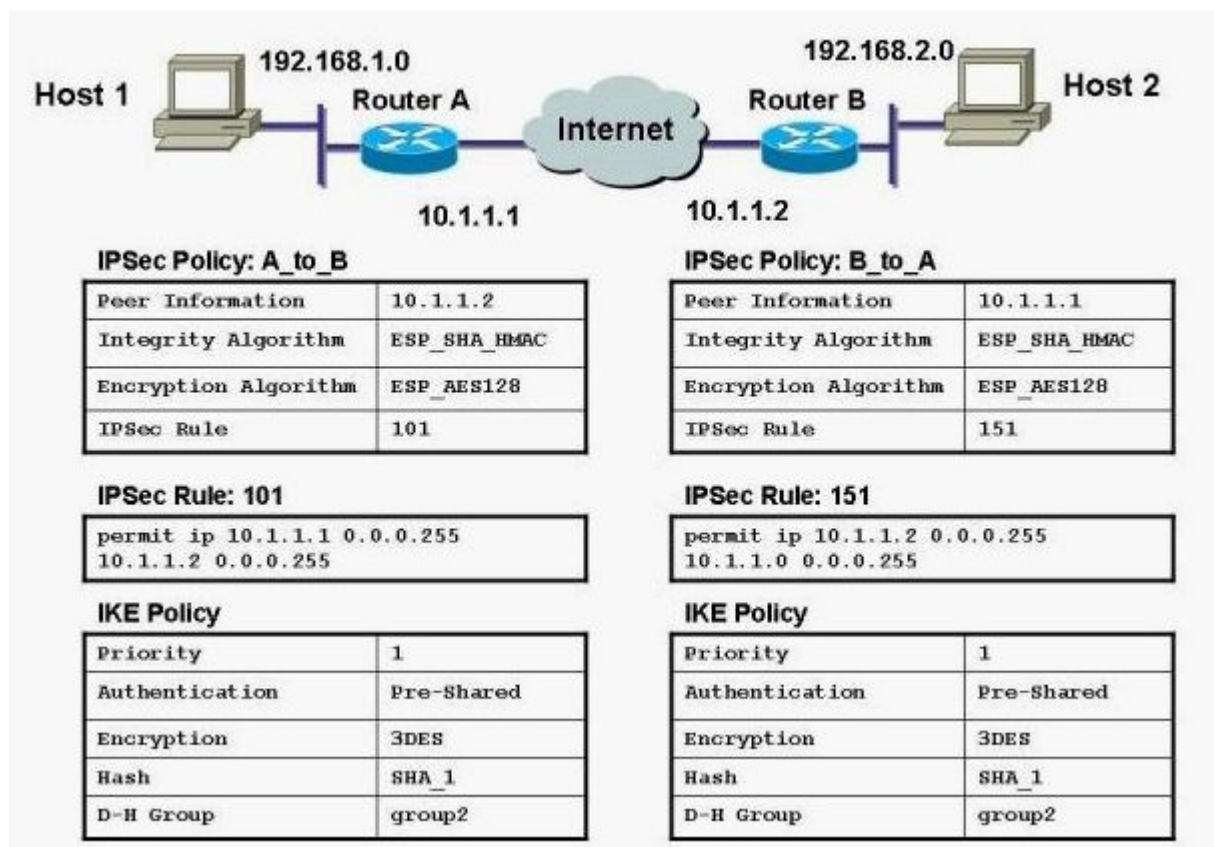 192.168.1.0
192.168.2.0
Host 1
Host 2
Router A
Router B
Internet
10.1.1.1
10.1.1.2
IPSec Policy: A_to_B
Peer Information 10.1.1.2
Integrity Algorithm ESP_SHA_HMAC
Encryption Algorithm ESP_AES128
IPSec Rule 101
IPSec Rule: 101
permit ip 10.1.1.1 0.0.0.255
10.1.1.2 0.0.0.255
IKE Policy
Priority 1
Authentication Pre-Shared
Encryption 3DES
Hash SHA_1
D-H Group group2
IPSec Policy: B_to_A
Peer Information 10.1.1.1
Integrity Algorithm ESP_SHA_HMAC
Encryption Algorithm ESP_AES128
IPSec Rule 151
IPSec Rule: 151
permit ip 10.1.1.2 0.0.0.255
10.1.1.0 0.0.0.255
IKE Policy
Priority 1
Authentication Pre-Shared
Encryption 3DES
Hash SHA_1
D-H Group group2